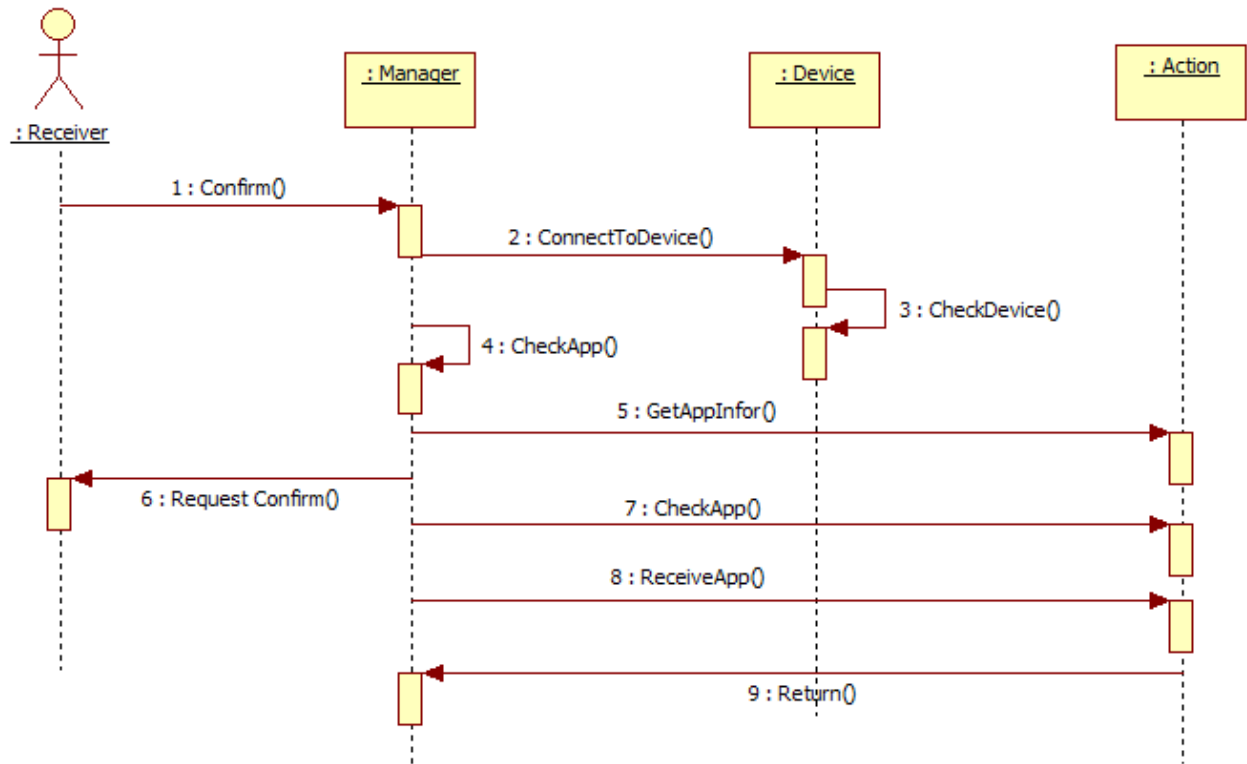 : Receiver
: Manager
: Device
: Action
1 : Confirm()
2 : ConnectToDevice()
3 : CheckDevice()
4 : CheckApp()
5 : GetAppInfor()
6 : Request Confirm()
7 : CheckApp()
8 : ReceiveApp()
9 : Return()